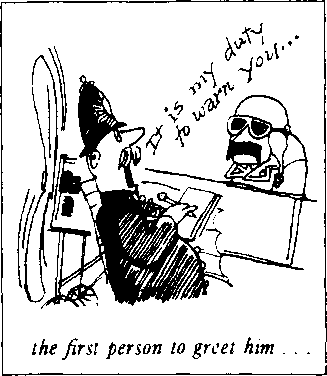 It is my duty
to warn you...
the first person to greet him . . .